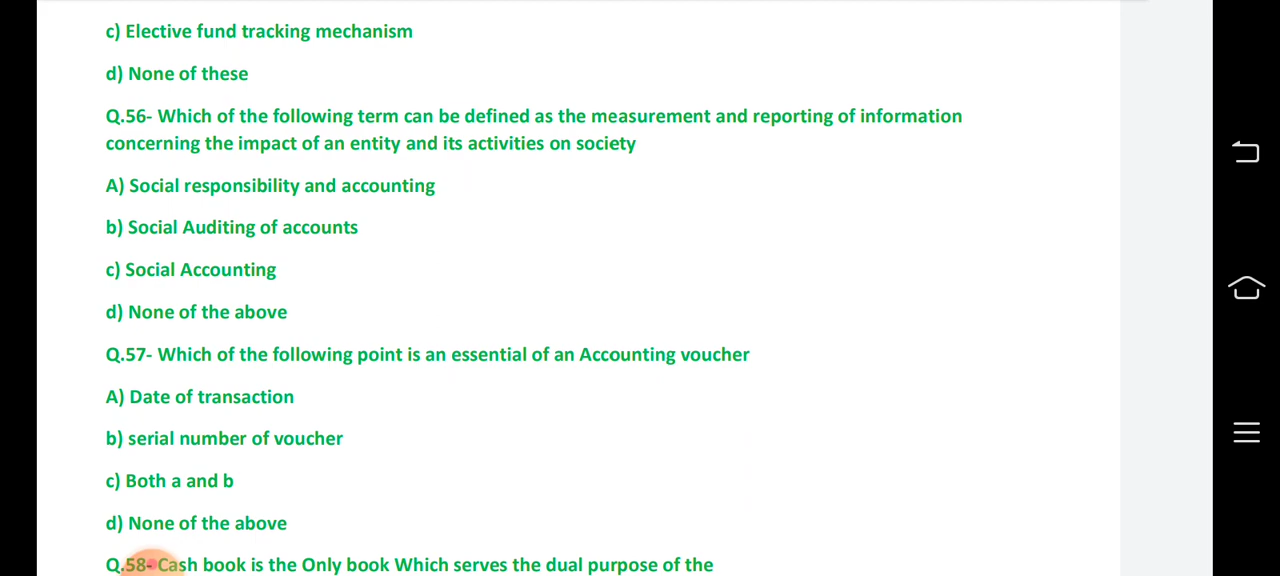 c) Elective fund tracking mechanism
d) None of these
Q.56- Which of the following term can be defined as the measurement and reporting of information
concerning the impact of an entity and its activities on society
A) Social responsibility and accounting
b) Social Auditing of accounts
c) Social Accounting
d) None of the above
Q.57- Which of the following point is an essential of an Accounting voucher
A) Date of transaction
b) serial number of voucher
c) Both a and b
d) None of the above
Q.58- Cash book is the Only book Which serves the dual purpose of the